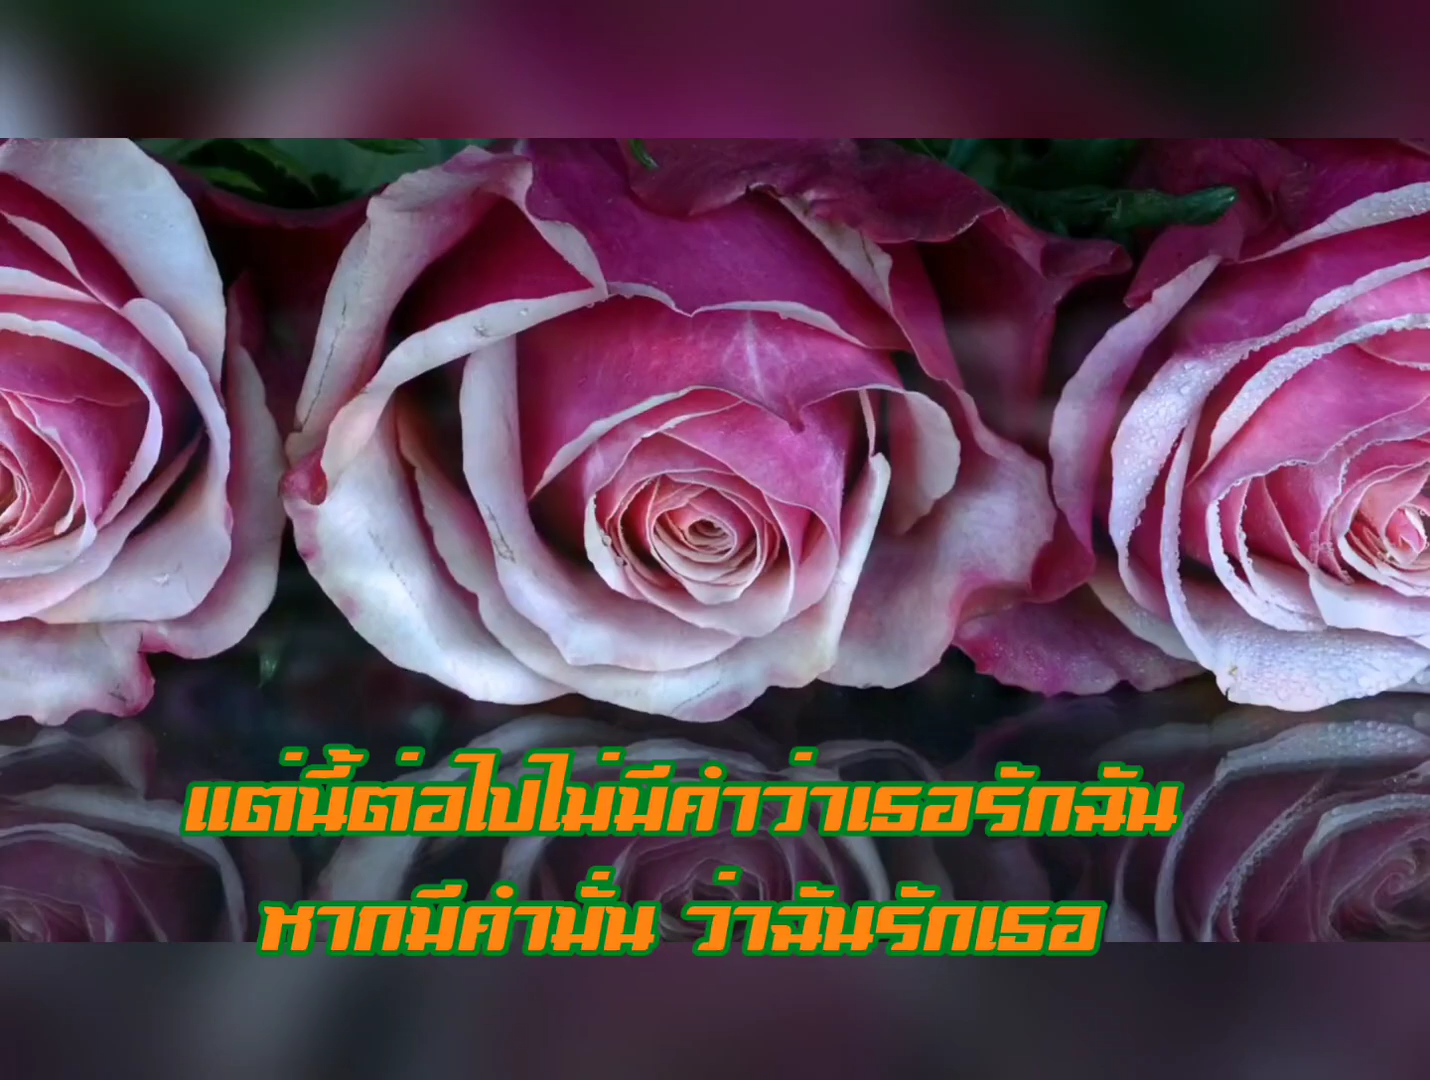 แต่นี้ต่อไปไม่มีคำว่าเธอรักฉัน
หากมีคำมั่น ว่าฉันรักเธอ